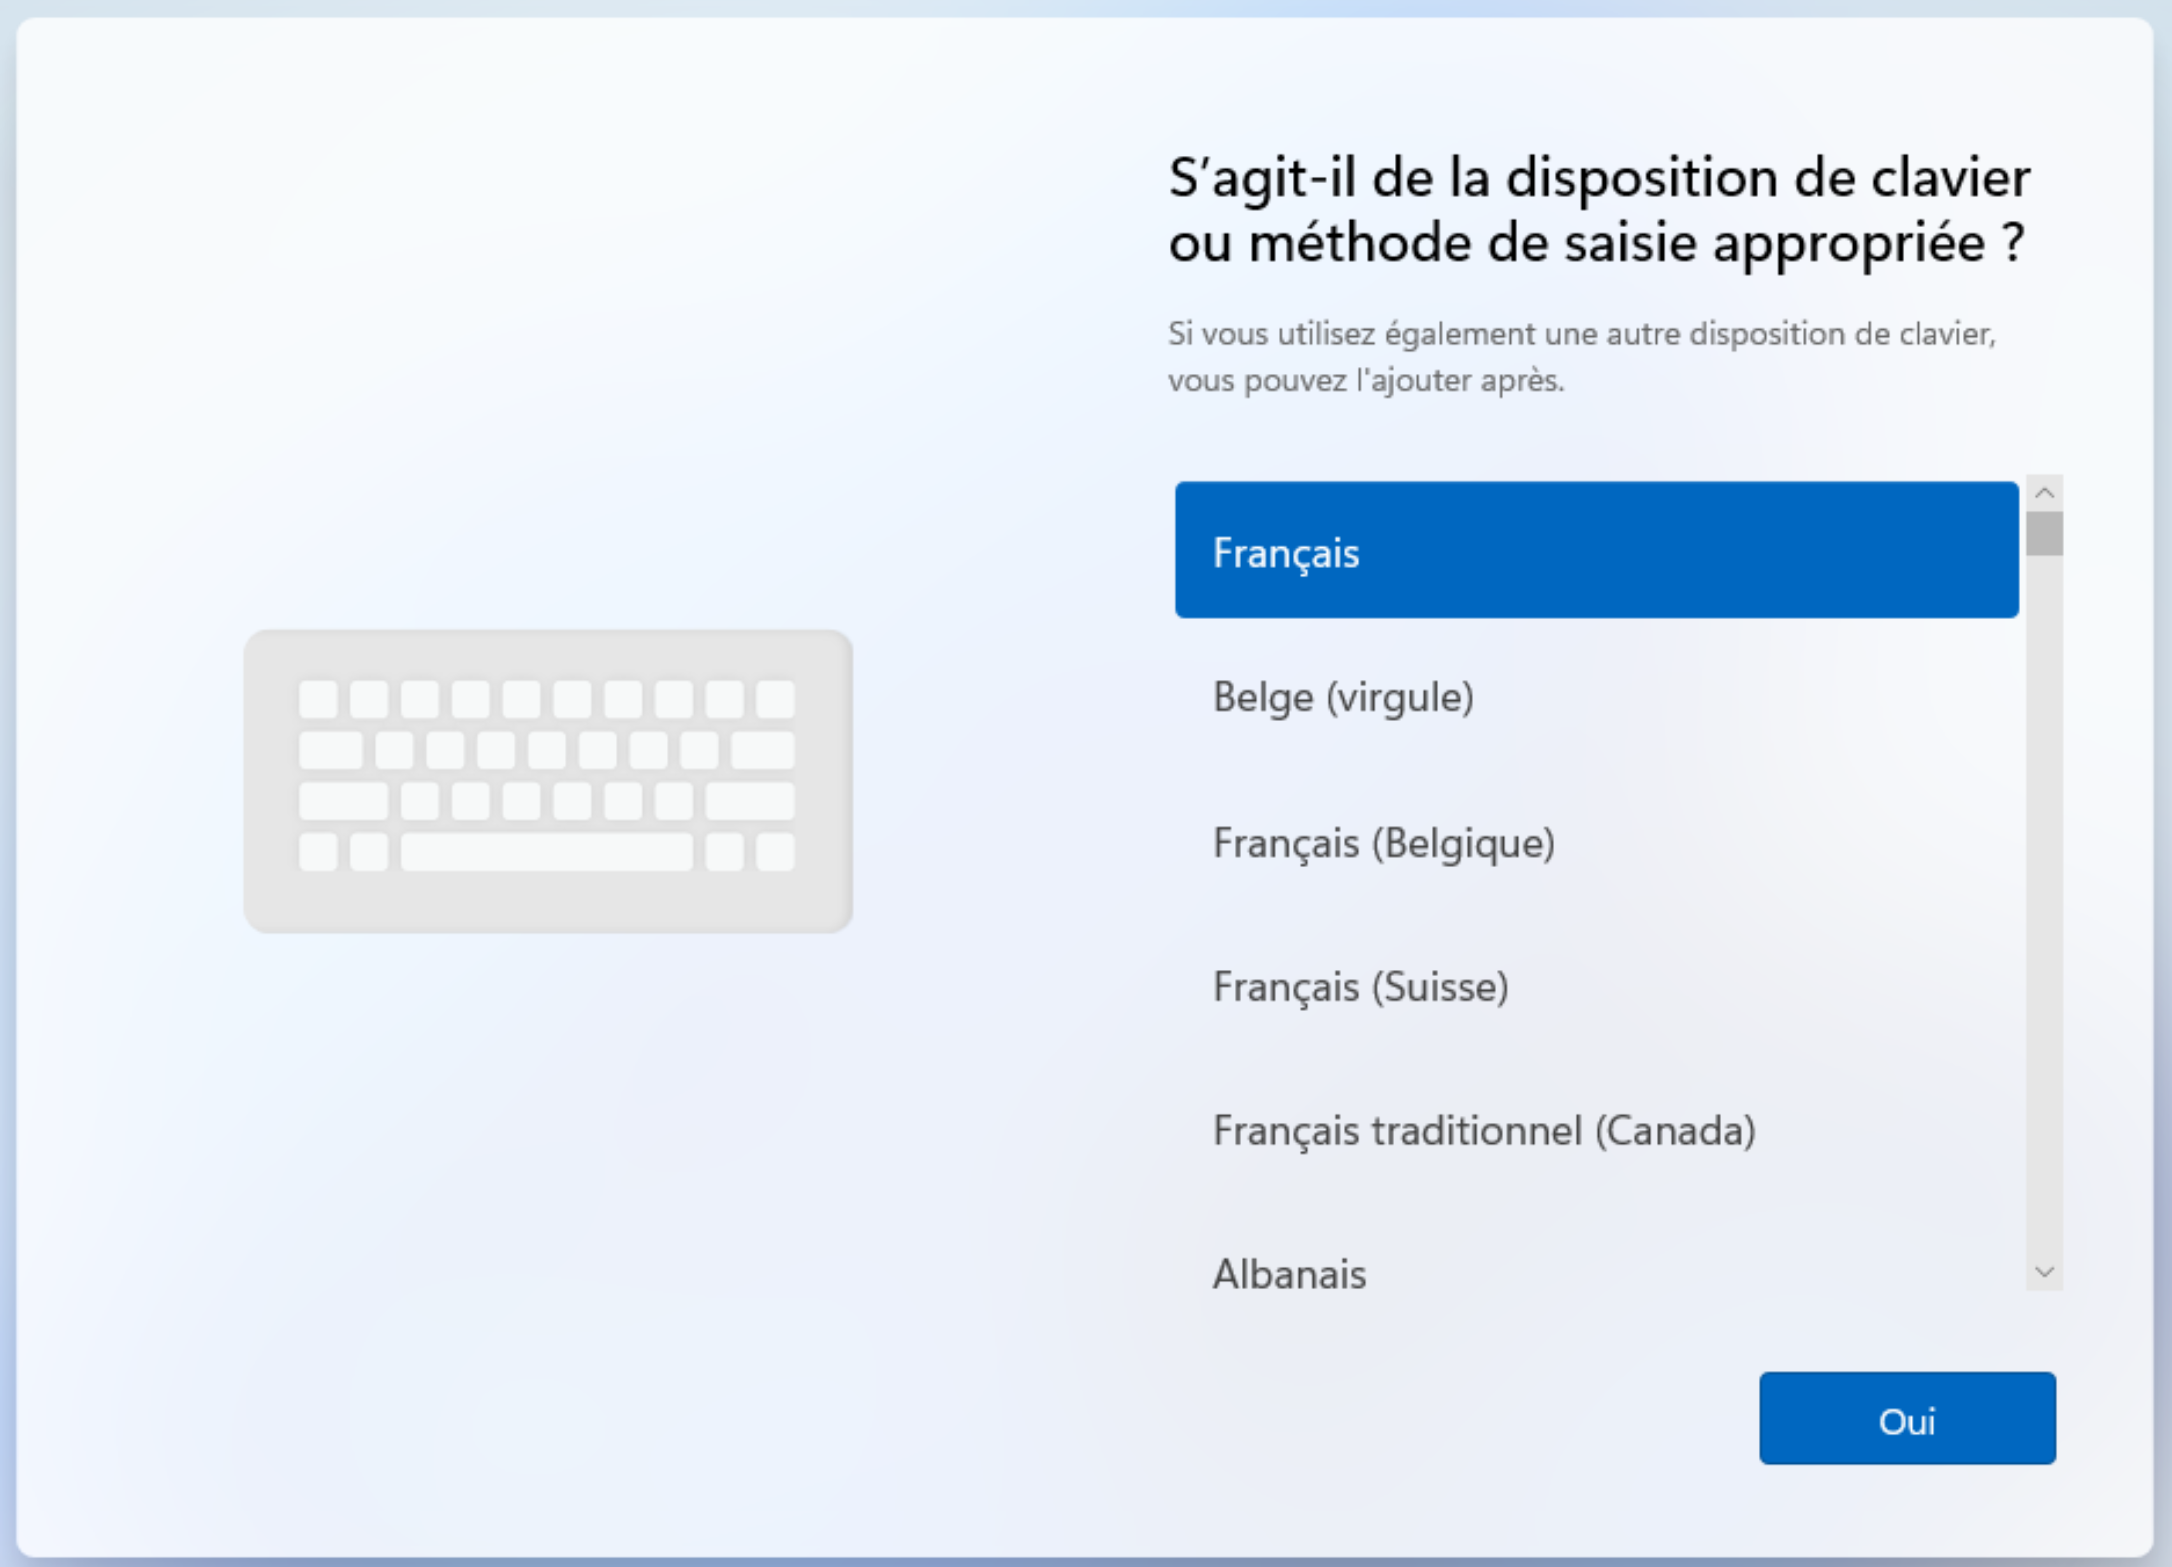 S’agit-il de la disposition de clavier
ou méthode de saisie appropriée ?
Si vous utilisez également une autre disposition de clavier,
vous pouvez l'ajouter après.
Français
Belge (virgule)
Français (Belgique)
Français (Suisse)
Français traditionnel (Canada)
Albanais
Oui